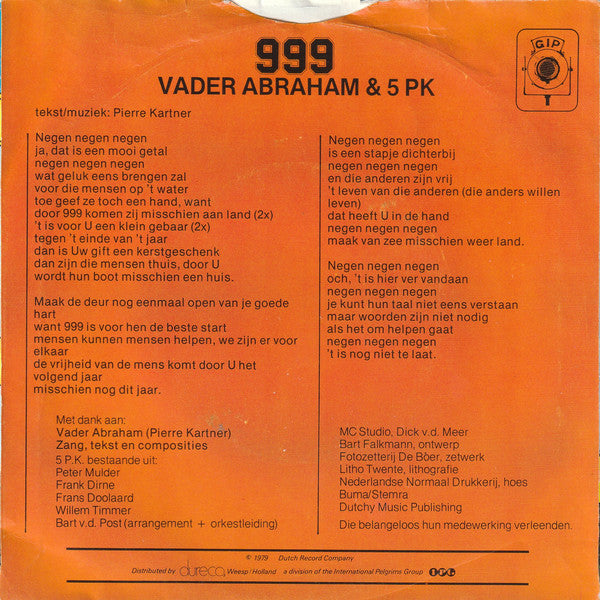 999
VADER ABRAHAM & 5 PK
GIP
tekst/muziek: Pierre Kartner
Negen negen negen
ja, dat is een mooi getal
negen negen negen
wat geluk eens brengen zal
voor die mensen op 't water
toe geef ze toch een hand, want
door 999 komen zij misschien aan land (2x)
't is voor U een klein gebaar (2x)
tegen 't einde van 't jaar
dan is Uw gift een kerstgeschenk
dan zijn die mensen thuis, door U
wordt hun boot misschien een huis.
Maak de deur nog eenmaal open van je goede
hart
want 999 is voor hen de beste start
mensen kunnen mensen helpen, we zijn er voor
elkaar
de vrijheid van de mens komt door U het
volgend jaar
misschien nog dit jaar.
Negen negen negen
is een stapje dichterbij
negen negen negen
en die anderen zijn vrij
't leven van die anderen (die anders willen
leven)
dat heeft U in de hand
negen negen negen
maak van zee misschien weer land.
Negen negen negen
och, 't is hier ver vandaan
negen negen negen
je kunt hun taal niet eens verstaan
maar woorden zijn niet nodig
als het om helpen gaat
negen negen negen
't is nog niet te laat.
Met dank aan:
Vader Abraham (Pierre Kartner)
Zang, tekst en composities
5 P.K. bestaande uit:
Peter Mulder
Frank Dirne
Frans Doolaard
Willem Timmer
Bart v.d. Post (arrangement + orkestleiding)
MC Studio, Dick v.d. Meer
Bart Falkmann, ontwerp
Fotozetterij De Bòer, zetwerk
Litho Twente, lithografie
Nederlandse Normaal Drukkerij, hoes
Buma/Stemra
Dutchy Music Publishing
Die belangeloos hun medewerking verleenden.
© 1979 Dutch Record Company
Distributed by dureco, Weesp/Holland a division of the International Pelgrims Group IPG